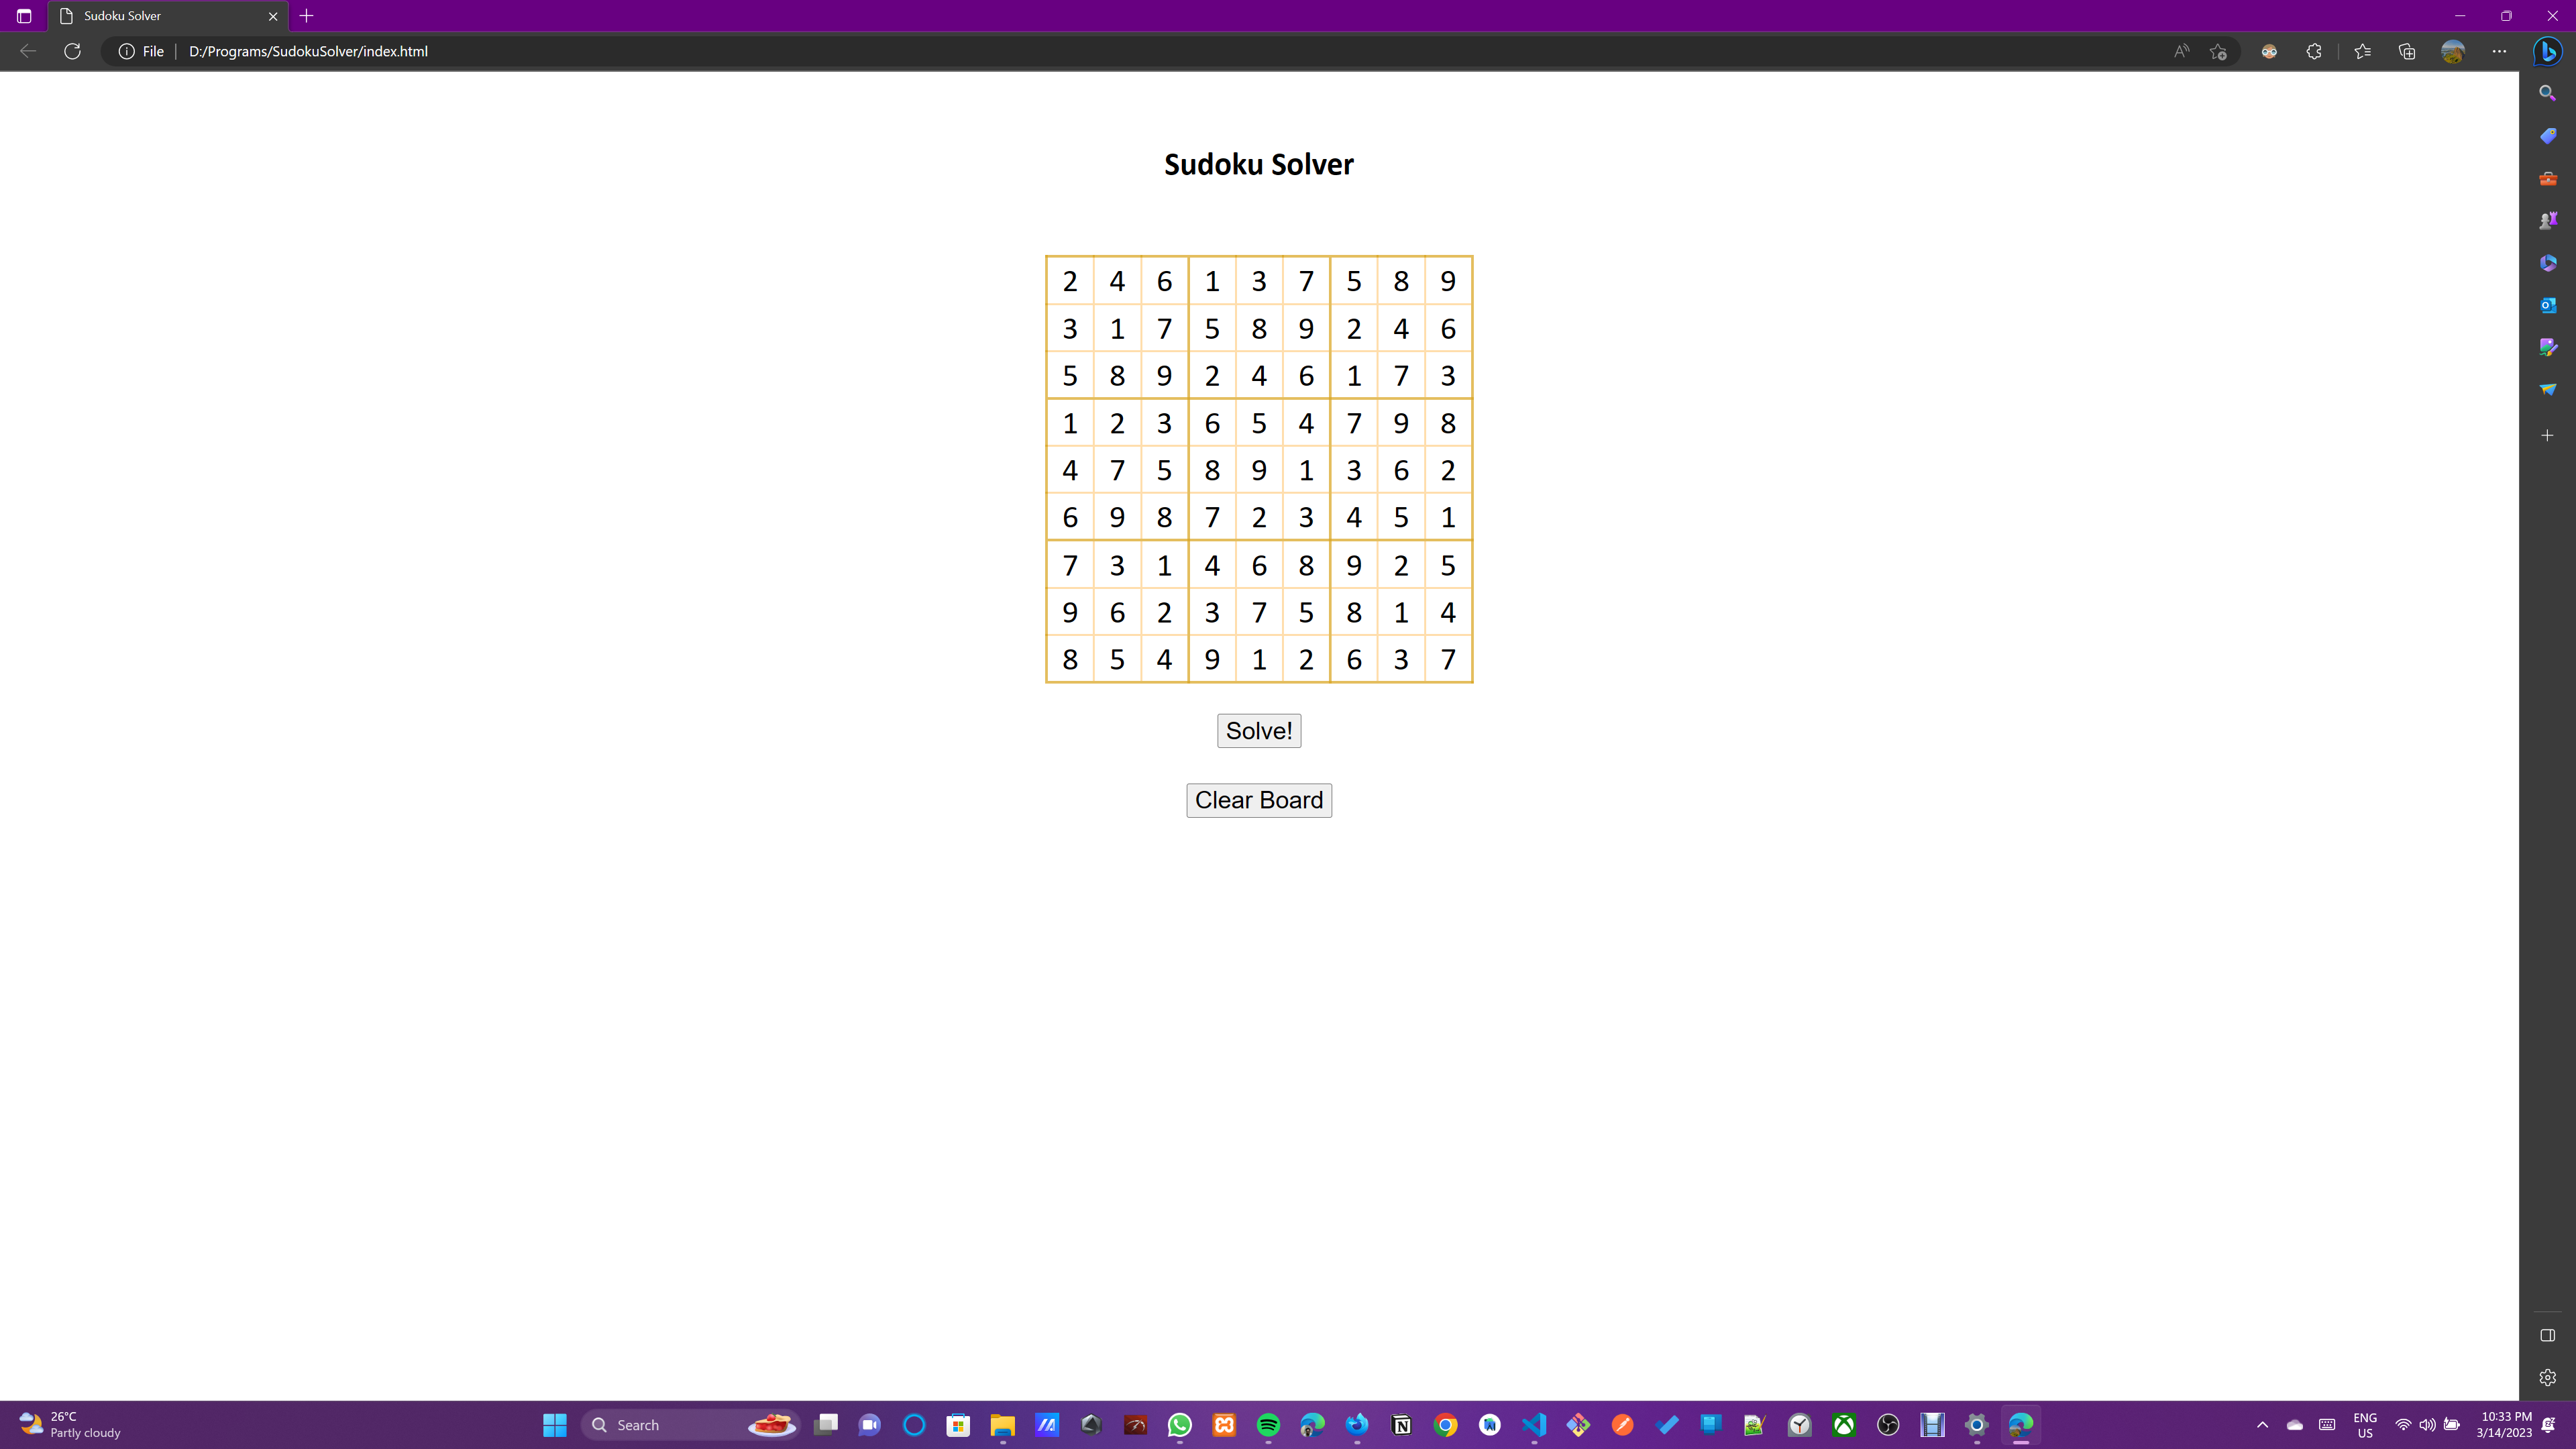 Sudoku Solver
File D:/Programs/SudokuSolver/index.html
Sudoku Solver
2 4 6 1 3 7 5 8 9
3 1 7 5 8 9 2 4 6
5 8 9 2 4 6 1 7 3
1 2 3 6 5 4 7 9 8
4 7 5 8 9 1 3 6 2
6 9 8 7 2 3 4 5 1
7 3 1 4 6 8 9 2 5
9 6 2 3 7 5 8 1 4
8 5 4 9 1 2 6 3 7
Solve!
Clear Board
26°C
Partly cloudy
Search
ENG
US
10:33 PM
3/14/2023